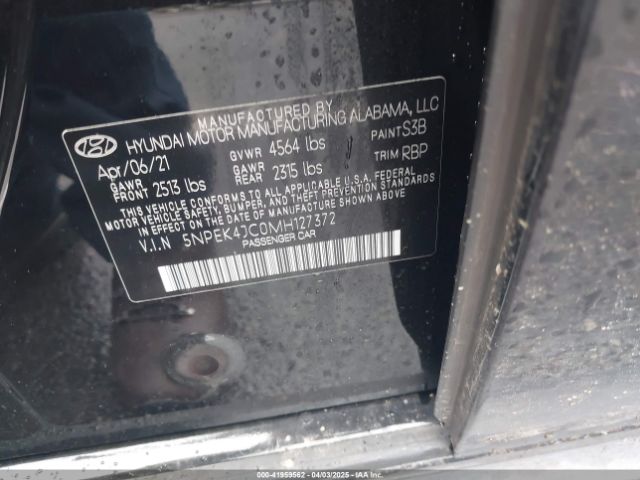 MANUFACTURED BY
HYUNDAI MOTOR MANUFACTURING ALABAMA, LLC
Apr/06/21 GVWR 4564 lbs PAINT S3B
GAWR FRONT 2513 lbs GAWR REAR 2315 lbs TRIM RBP
THIS VEHICLE CONFORMS TO ALL APPLICABLE U.S.A. FEDERAL
MOTOR VEHICLE SAFETY, BUMPER, AND THEFT PREVENTION STANDARDS
IN EFFECT ON THE DATE OF MANUFACTURE SHOWN ABOVE.
V.I.N 5NPEK4JC0MH127372
PASSENGER CAR
000-41959562 - 04/03/2025 - IAAI, Inc.